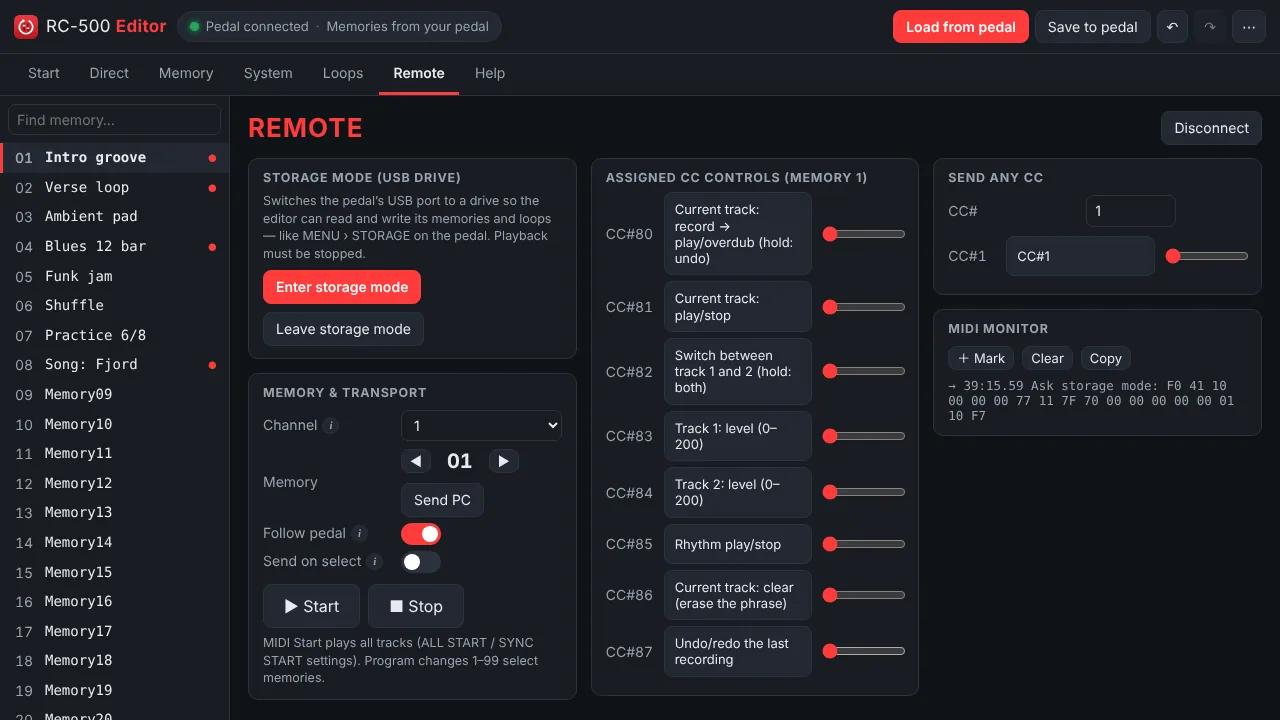 RC-500 Editor
Pedal connected · Memories from your pedal
Load from pedal
Save to pedal
Start
Direct
Memory
System
Loops
Remote
Help
Find memory...
01 Intro groove
02 Verse loop
03 Ambient pad
04 Blues 12 bar
05 Funk jam
06 Shuffle
07 Practice 6/8
08 Song: Fjord
09 Memory09
10 Memory10
11 Memory11
12 Memory12
13 Memory13
14 Memory14
15 Memory15
16 Memory16
17 Memory17
18 Memory18
19 Memory19
20 Memory20
REMOTE
Disconnect
STORAGE MODE (USB DRIVE)
Switches the pedal's USB port to a drive so the
editor can read and write its memories and loops
— like MENU › STORAGE on the pedal. Playback
must be stopped.
Enter storage mode
Leave storage mode
MEMORY & TRANSPORT
Channel i
1
Memory
◀ 01 ▶
Send PC
Follow pedal i
Send on select i
▶ Start
■ Stop
MIDI Start plays all tracks (ALL START / SYNC
START settings). Program changes 1–99 select
memories.
ASSIGNED CC CONTROLS (MEMORY 1)
CC#80
Current track:
record →
play/overdub (hold:
undo)
CC#81
Current track:
play/stop
CC#82
Switch between
track 1 and 2 (hold:
both)
CC#83
Track 1: level (0–
200)
CC#84
Track 2: level (0–
200)
CC#85
Rhythm play/stop
CC#86
Current track: clear
(erase the phrase)
CC#87
Undo/redo the last
recording
SEND ANY CC
CC#
1
CC#1
CC#1
MIDI MONITOR
+ Mark
Clear
Copy
→ 39:15.59 Ask storage mode: F0 41 10
00 00 00 77 11 7F 70 00 00 00 00 00 01
10 F7